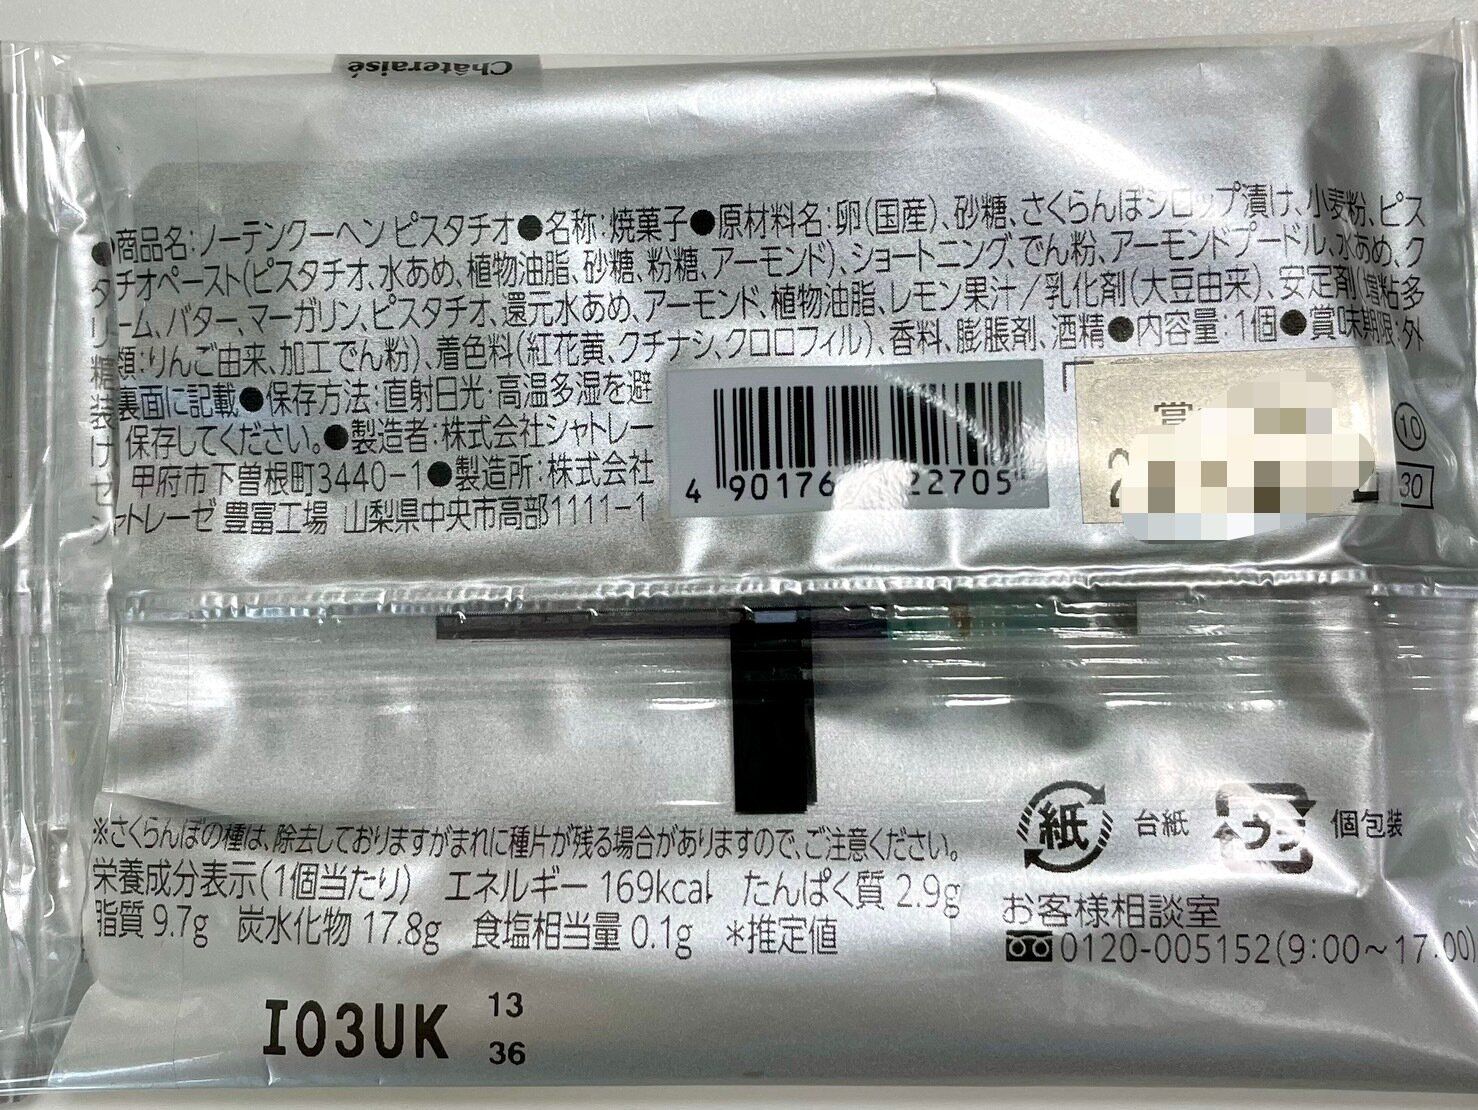 Châteraisé
●商品名:ノーテンクーヘン ピスタチオ●名称:焼菓子●原材料名:卵(国産)、砂糖、さくらんぼシロップ漬け、小麦粉、ピス
タチオペースト(ピスタチオ、水あめ、植物油脂、砂糖、粉糖、アーモンド)、ショートニング、でん粉、アーモンドプードル、水あめ、ク
リーム、バター、マーガリン、ピスタチオ、還元水あめ、アーモンド、植物油脂、レモン果汁/乳化剤(大豆由来)、安定剤(増粘多
糖類:りんご由来、加工でん粉)、着色料(紅花黄、クチナシ、クロロフィル)、香料、膨脹剤、酒精●内容量:1個●賞味期限:外
装裏面に記載●保存方法:直射日光・高温多湿を避
け保存してください。●製造者:株式会社シャトレー
ゼ 甲府市下曽根町3440-1●製造所:株式会社
シャトレーゼ 豊富工場 山梨県中央市高部1111-1
4 90176 22705
賞
2
10
30
※さくらんぼの種は、除去しておりますがまれに種片が残る場合がありますので、ご注意ください。
栄養成分表示(1個当たり) エネルギー 169kcal たんぱく質 2.9g
脂質 9.7g 炭水化物 17.8g 食塩相当量 0.1g *推定値
紙 台紙 プラ 個包装
お客様相談室
0120-005152(9:00~17:00)
I03UK
13
36